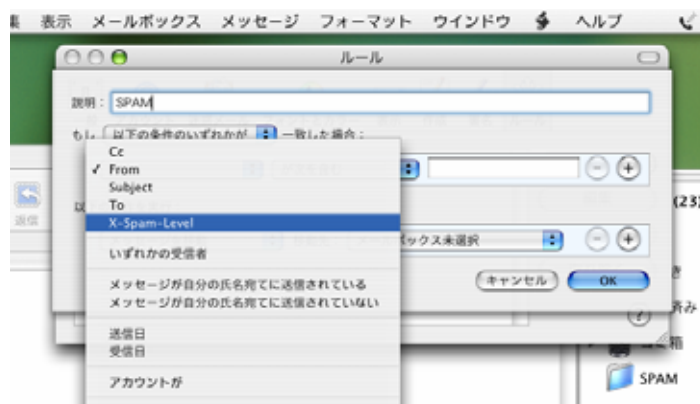 表示 メールボックス メッセージ フォーマット ウインドウ ヘルプ
ルール
説明： SPAM
もし 以下の条件のいずれかが 一致した場合：
Cc
✓ From
Subject
To
X-Spam-Level
いずれかの受信者
メッセージが自分の氏名宛てに送信されている
メッセージが自分の氏名宛てに送信されていない
送信日
受信日
アカウントが
返信
ックス未選択
キャンセル OK
(23)
き
済み
箱
SPAM